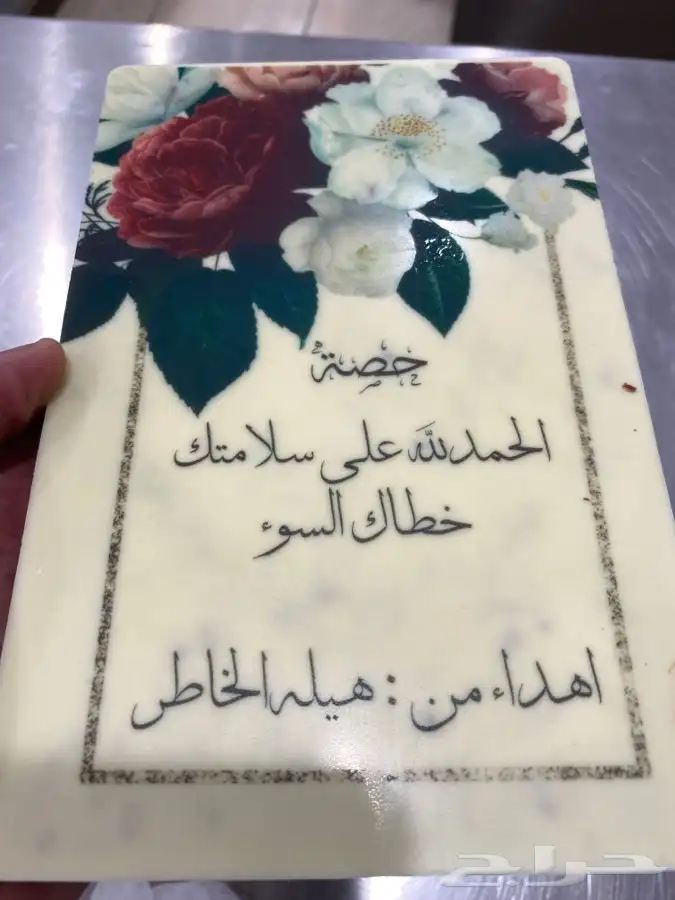 حصة
الحمدلله على سلامتك
خطاك السوء
اهداء من : هيله الخاطر
حراج